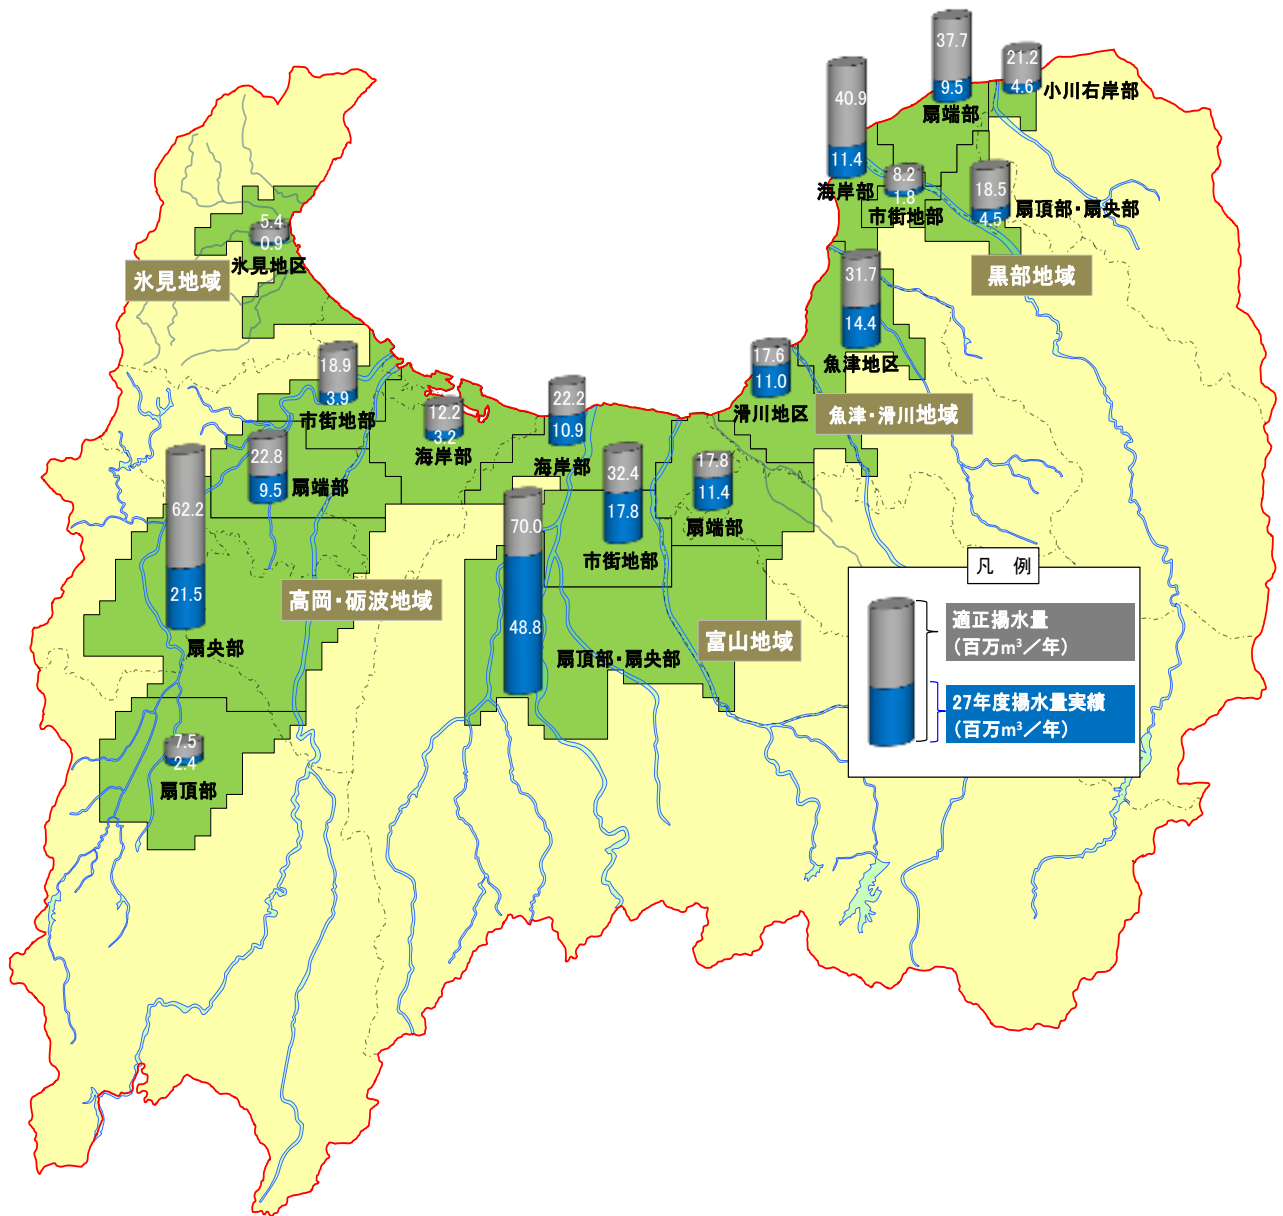 37.7
9.5
扇端部
21.2
4.6
小川右岸部
40.9
11.4
海岸部
8.2
1.8
市街地部
18.5
4.5
扇頂部・扇央部
黒部地域
5.4
0.9
氷見地区
氷見地域
31.7
14.4
魚津地区
17.6
11.0
滑川地区
魚津・滑川地域
18.9
3.9
市街地部
12.2
3.2
海岸部
22.2
10.9
海岸部
22.8
9.5
扇端部
32.4
17.8
市街地部
17.8
11.4
扇端部
62.2
21.5
扇央部
高岡・砺波地域
70.0
48.8
扇頂部・扇央部
富山地域
7.5
2.4
扇頂部
凡 例
適正揚水量
(百万m³/年)
27年度揚水量実績
(百万m³/年)